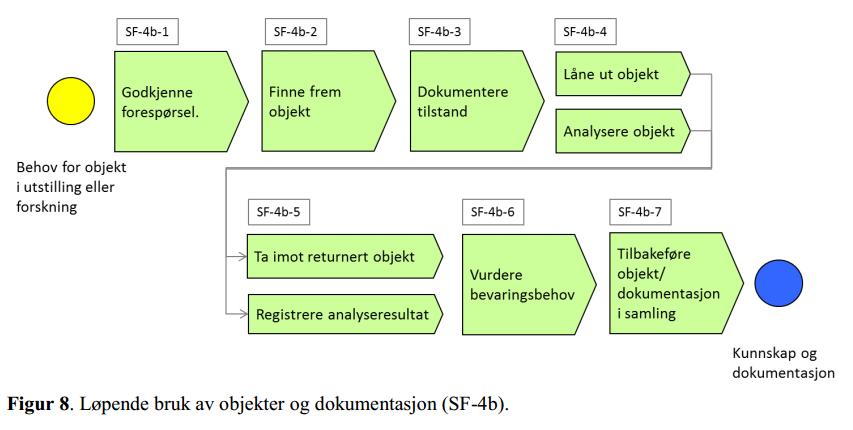 SF-4b-1
SF-4b-2
SF-4b-3
SF-4b-4
Godkjenne
forespørsel.
Finne frem
objekt
Dokumentere
tilstand
Låne ut objekt
Analysere objekt
Behov for objekt
i utstilling eller
forskning
SF-4b-5
SF-4b-6
SF-4b-7
Ta imot returnert objekt
Registrere analyseresultat
Vurdere
bevaringsbehov
Tilbakeføre
objekt/
dokumentasjon
i samling
Kunnskap og
dokumentasjon
Figur 8. Løpende bruk av objekter og dokumentasjon (SF-4b).